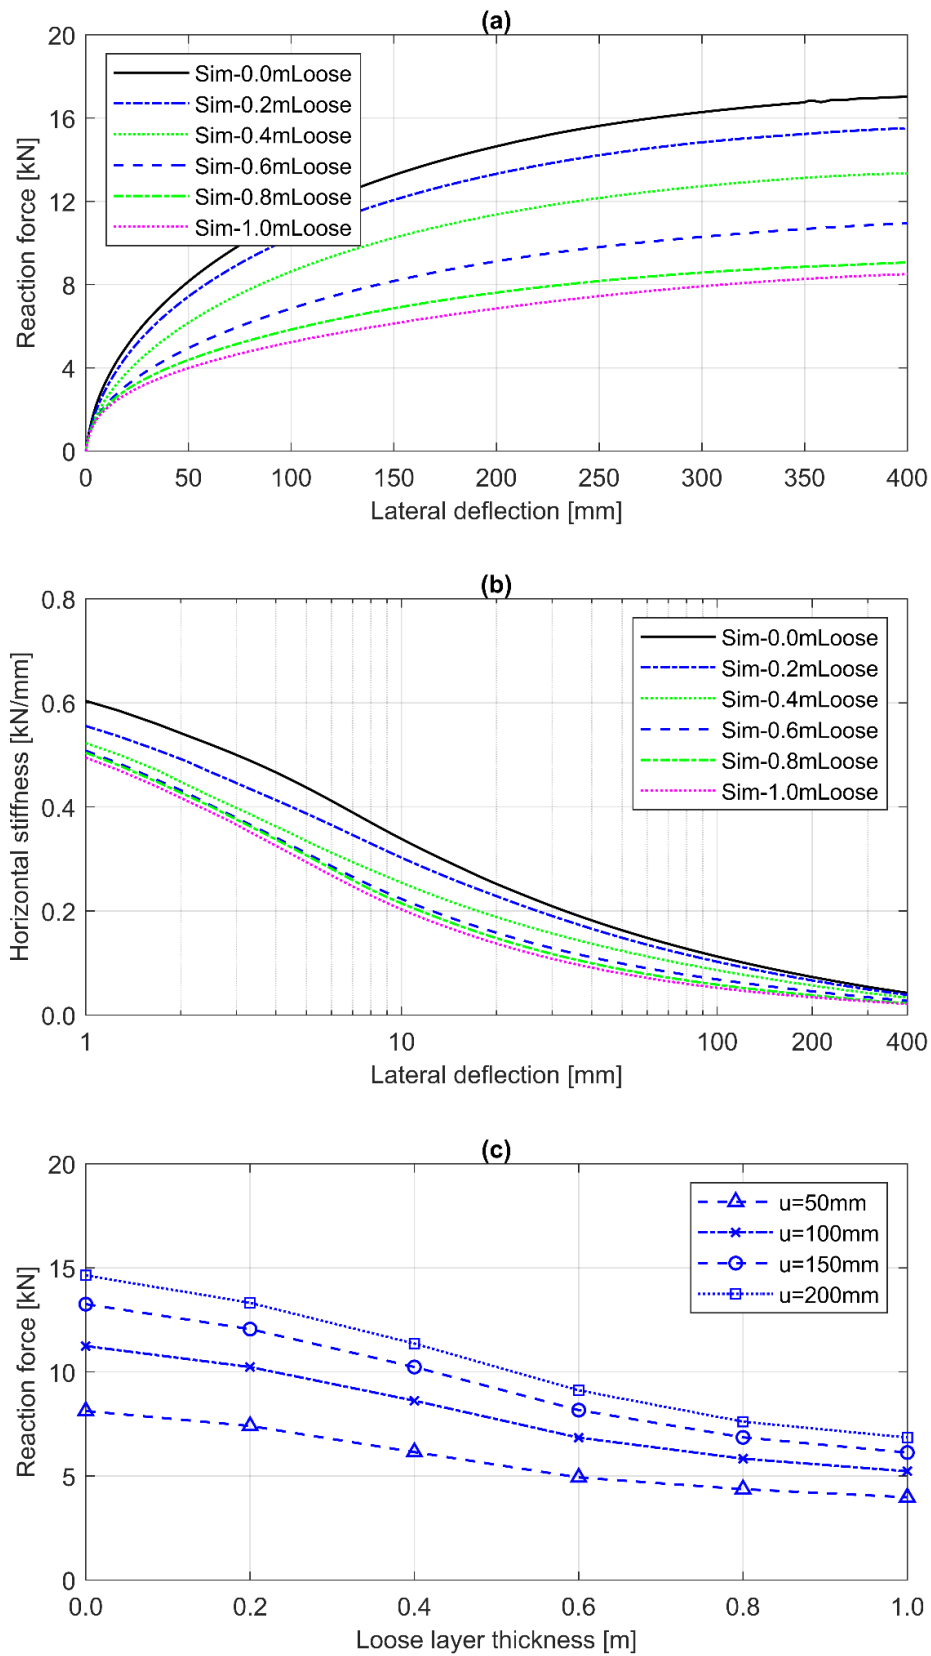 (a)
20
16
12
8
4
0
Reaction force [kN]
Sim-0.0mLoose
Sim-0.2mLoose
Sim-0.4mLoose
Sim-0.6mLoose
Sim-0.8mLoose
Sim-1.0mLoose
0 50 100 150 200 250 300 350 400
Lateral deflection [mm]
(b)
0.8
0.6
0.4
0.2
0.0
Horizontal stiffness [kN/mm]
Sim-0.0mLoose
Sim-0.2mLoose
Sim-0.4mLoose
Sim-0.6mLoose
Sim-0.8mLoose
Sim-1.0mLoose
1 10 100 200 400
Lateral deflection [mm]
(c)
20
15
10
5
0
Reaction force [kN]
u=50mm
u=100mm
u=150mm
u=200mm
0.0 0.2 0.4 0.6 0.8 1.0
Loose layer thickness [m]